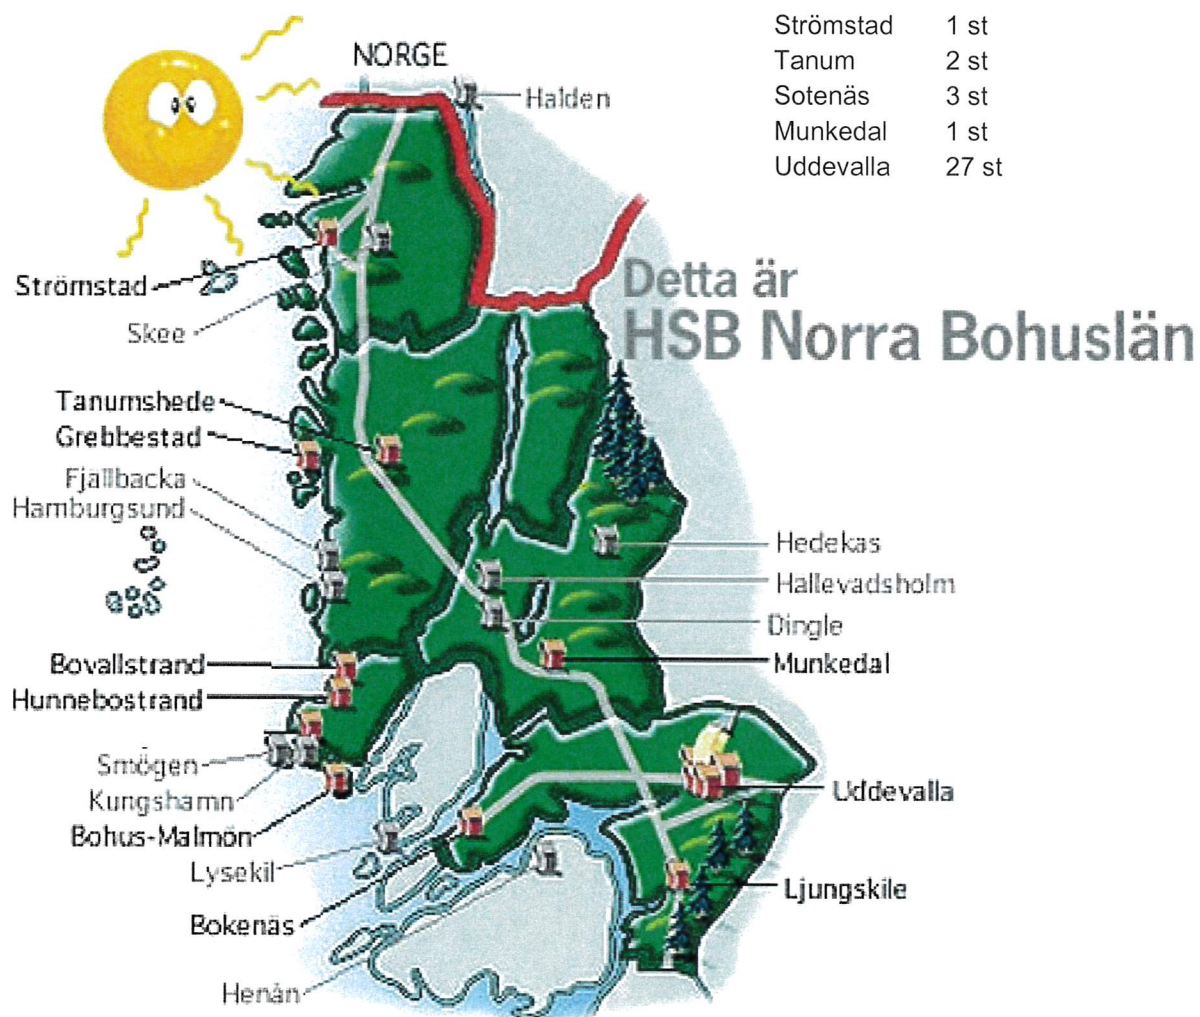 Strömstad 1 st
Tanum 2 st
Sotenäs 3 st
Munkedal 1 st
Uddevalla 27 st
NORGE
Halden
Detta är
HSB Norra Bohuslän
Strömstad
Skee
Tanumshede
Grebbestad
Fjällbacka
Hamburgsund
Hedekas
Hällevadsholm
Dingle
Munkedal
Bovallstrand
Hunnebostrand
Smögen
Kungshamn
Bohus-Malmön
Lysekil
Bokenäs
Henån
Uddevalla
Ljungskile